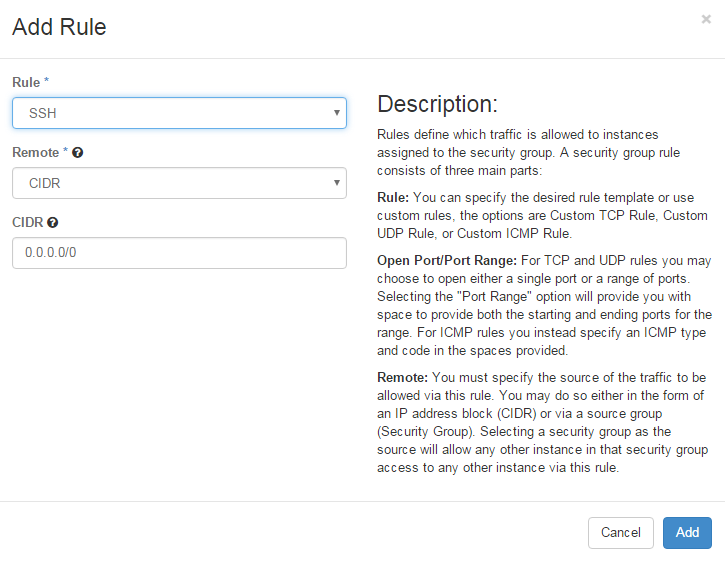 Add Rule
×
Rule *
SSH
Remote *
CIDR
CIDR
0.0.0.0/0
Description:
Rules define which traffic is allowed to instances
assigned to the security group. A security group rule
consists of three main parts:
Rule: You can specify the desired rule template or use
custom rules, the options are Custom TCP Rule, Custom
UDP Rule, or Custom ICMP Rule.
Open Port/Port Range: For TCP and UDP rules you may
choose to open either a single port or a range of ports.
Selecting the "Port Range" option will provide you with
space to provide both the starting and ending ports for the
range. For ICMP rules you instead specify an ICMP type
and code in the spaces provided.
Remote: You must specify the source of the traffic to be
allowed via this rule. You may do so either in the form of
an IP address block (CIDR) or via a source group
(Security Group). Selecting a security group as the
source will allow any other instance in that security group
access to any other instance via this rule.
Cancel
Add